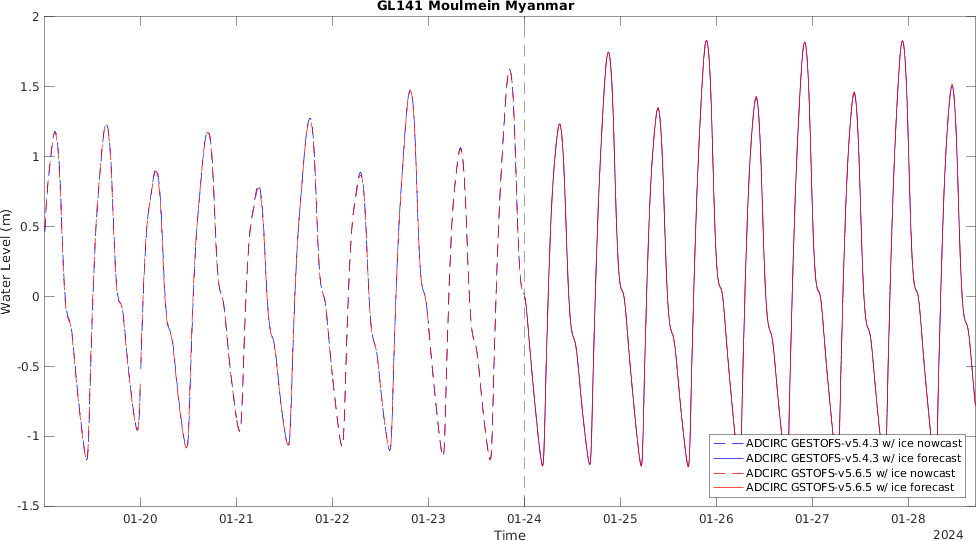 GL141 Moulmein Myanmar
2
1.5
1
0.5
0
-0.5
-1
-1.5
Water Level (m)
ADCIRC GESTOFS-v5.4.3 w/ ice nowcast
ADCIRC GESTOFS-v5.4.3 w/ ice forecast
ADCIRC GSTOFS-v5.6.5 w/ ice nowcast
ADCIRC GSTOFS-v5.6.5 w/ ice forecast
01-20 01-21 01-22 01-23 01-24 01-25 01-26 01-27 01-28
Time
2024